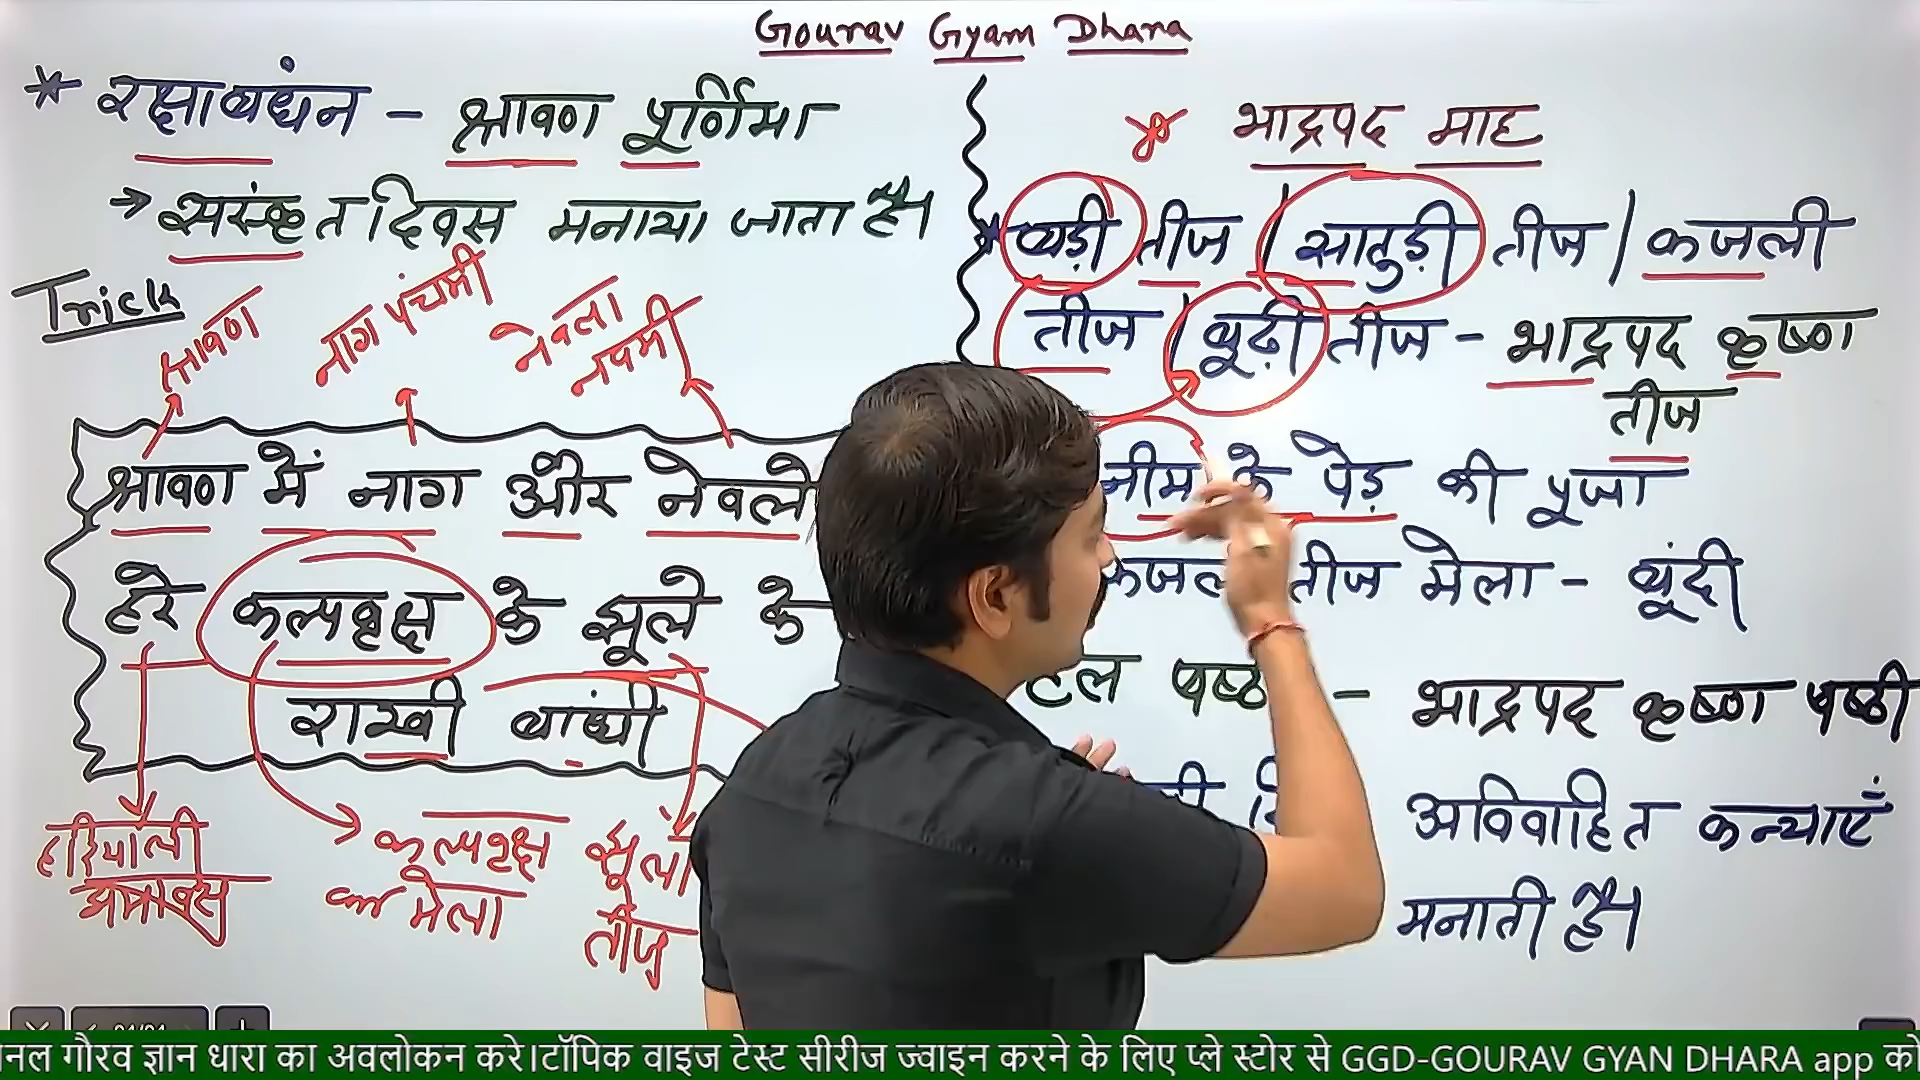 Gourav Gyam Dhara
* रक्षाबंधन - श्रावण पूर्णिमा
→ संस्कृत दिवस मनाया जाता है।
Trick
श्रावण
नाग पंचमी
नेवला नवमी
श्रावण में नाग और नेवले
हरे कल्पवृक्ष के झूले के
राखी बांधी
हरियाली
अमावस्या
कल्पवृक्ष
का मेला
झूला
तीज
* भाद्रपद माह
* बड़ी तीज / सातुड़ी तीज / कजली
तीज / बूढ़ी तीज - भाद्रपद कृष्ण
तीज
नीम के पेड़ की पूजा
तीज मेला - बूंदी
- भाद्रपद कृष्ण षष्ठी
अविवाहित कन्याएँ
मनाती है।
गौरव ज्ञान धारा का अवलोकन करे।टॉपिक वाइज टेस्ट सीरीज ज्वाइन करने के लिए प्ले स्टोर से GGD-GOURAV GYAN DHARA app को